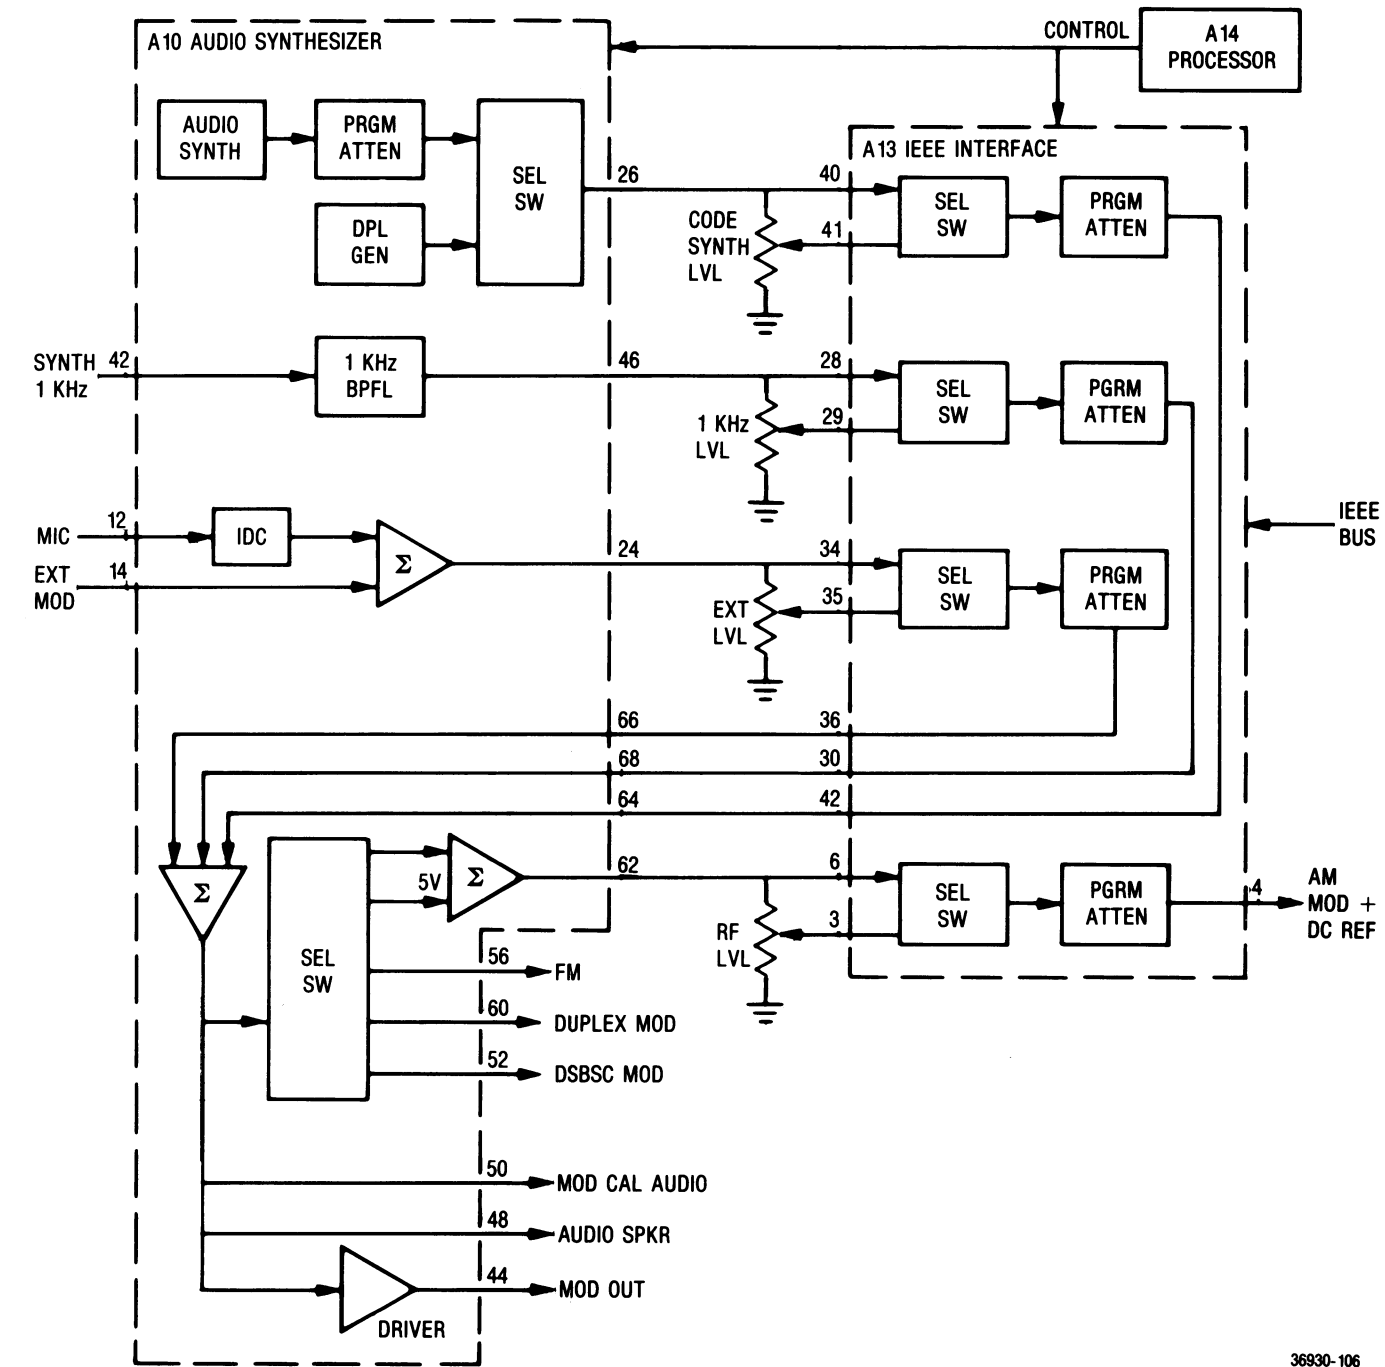 A10 AUDIO SYNTHESIZER
CONTROL
A14
PROCESSOR
AUDIO
SYNTH
PRGM
ATTEN
SEL
SW
DPL
GEN
26
CODE
SYNTH
LVL
40
41
A13 IEEE INTERFACE
SEL
SW
PRGM
ATTEN
SYNTH
1 KHz
42
1 KHz
BPFL
46
1 KHz
LVL
28
29
SEL
SW
PGRM
ATTEN
IEEE
BUS
MIC
12
IDC
EXT
MOD
14
Σ
24
EXT
LVL
34
35
SEL
SW
PRGM
ATTEN
66
36
68
30
64
42
Σ
SEL
SW
5V
Σ
62
RF
LVL
6
3
SEL
SW
PGRM
ATTEN
4
AM
MOD +
DC REF
56
FM
60
DUPLEX MOD
52
DSBSC MOD
50
MOD CAL AUDIO
48
AUDIO SPKR
44
MOD OUT
DRIVER
36930-106